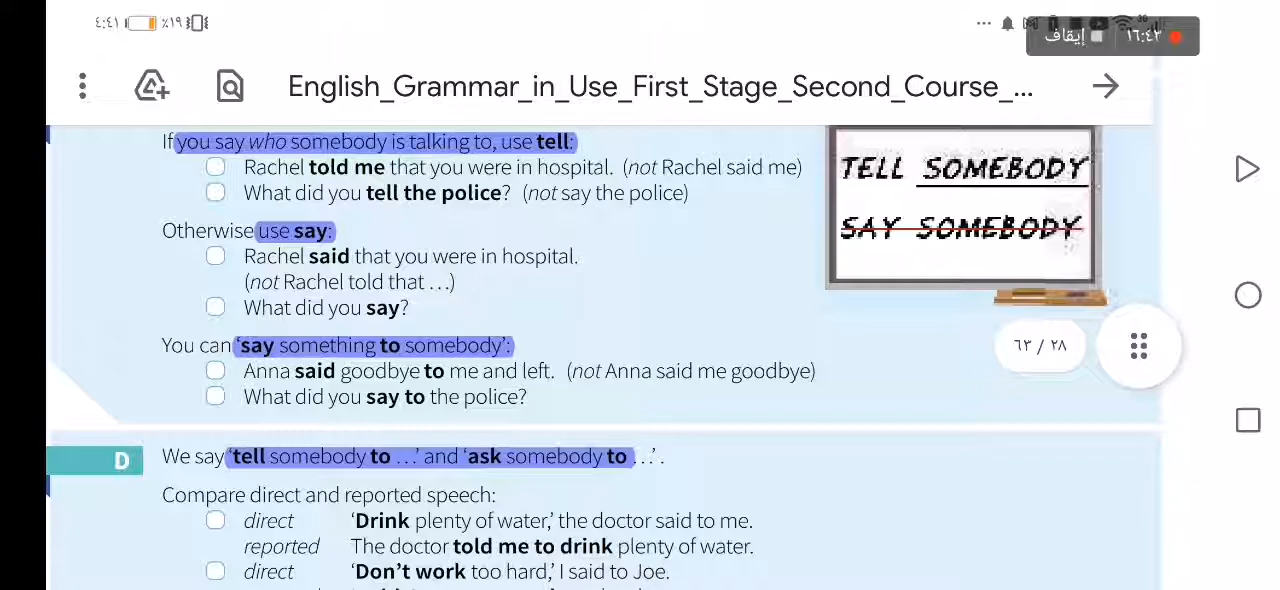 ٤:٤١ ٪١٩
إيقاف ١٦:٤٣
English_Grammar_in_Use_First_Stage_Second_Course_...
If you say who somebody is talking to, use tell:
Rachel told me that you were in hospital. (not Rachel said me)
What did you tell the police? (not say the police)
Otherwise use say:
Rachel said that you were in hospital.
(not Rachel told that …)
What did you say?
You can ‘say something to somebody’:
Anna said goodbye to me and left. (not Anna said me goodbye)
What did you say to the police?
TELL SOMEBODY
SAY SOMEBODY
٦٣ / ٢٨
D We say ‘tell somebody to …’ and ‘ask somebody to …’.
Compare direct and reported speech:
direct ‘Drink plenty of water,’ the doctor said to me.
reported The doctor told me to drink plenty of water.
direct ‘Don’t work too hard,’ I said to Joe.